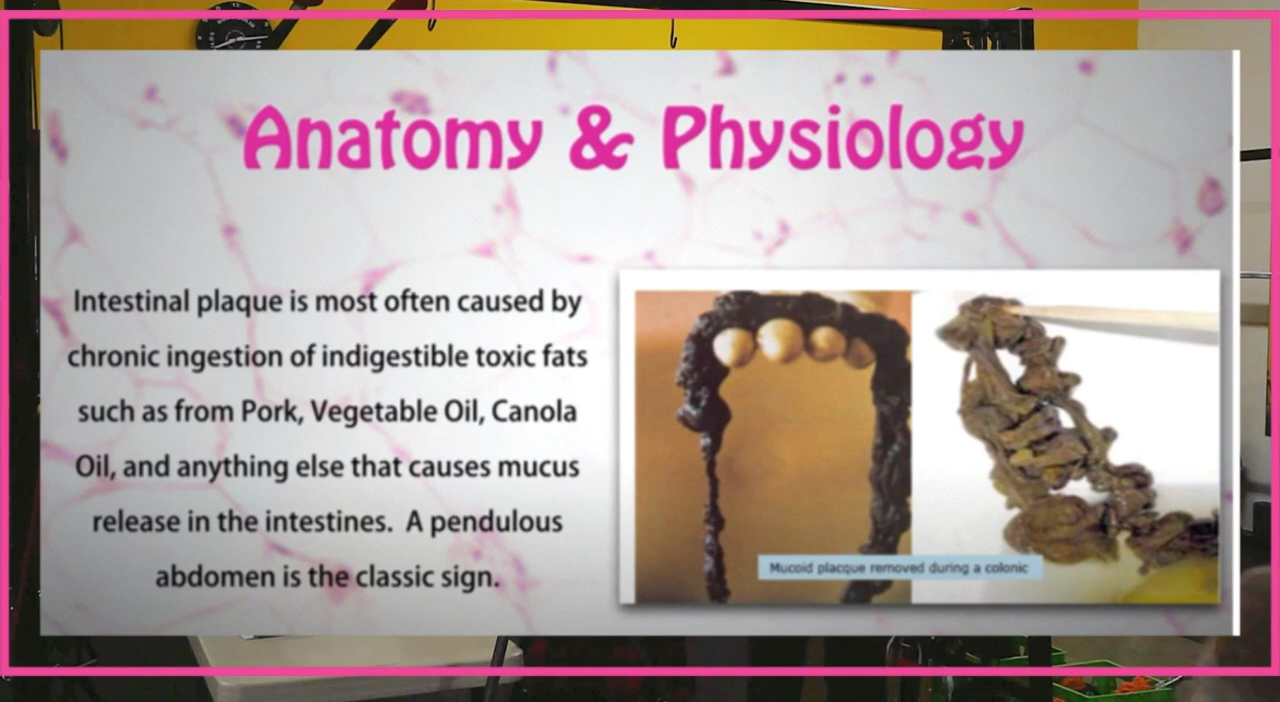 Anatomy & Physiology
Intestinal plaque is most often caused by
chronic ingestion of indigestible toxic fats
such as from Pork, Vegetable Oil, Canola
Oil, and anything else that causes mucus
release in the intestines. A pendulous
abdomen is the classic sign.
Mucoid placque removed during a colonic